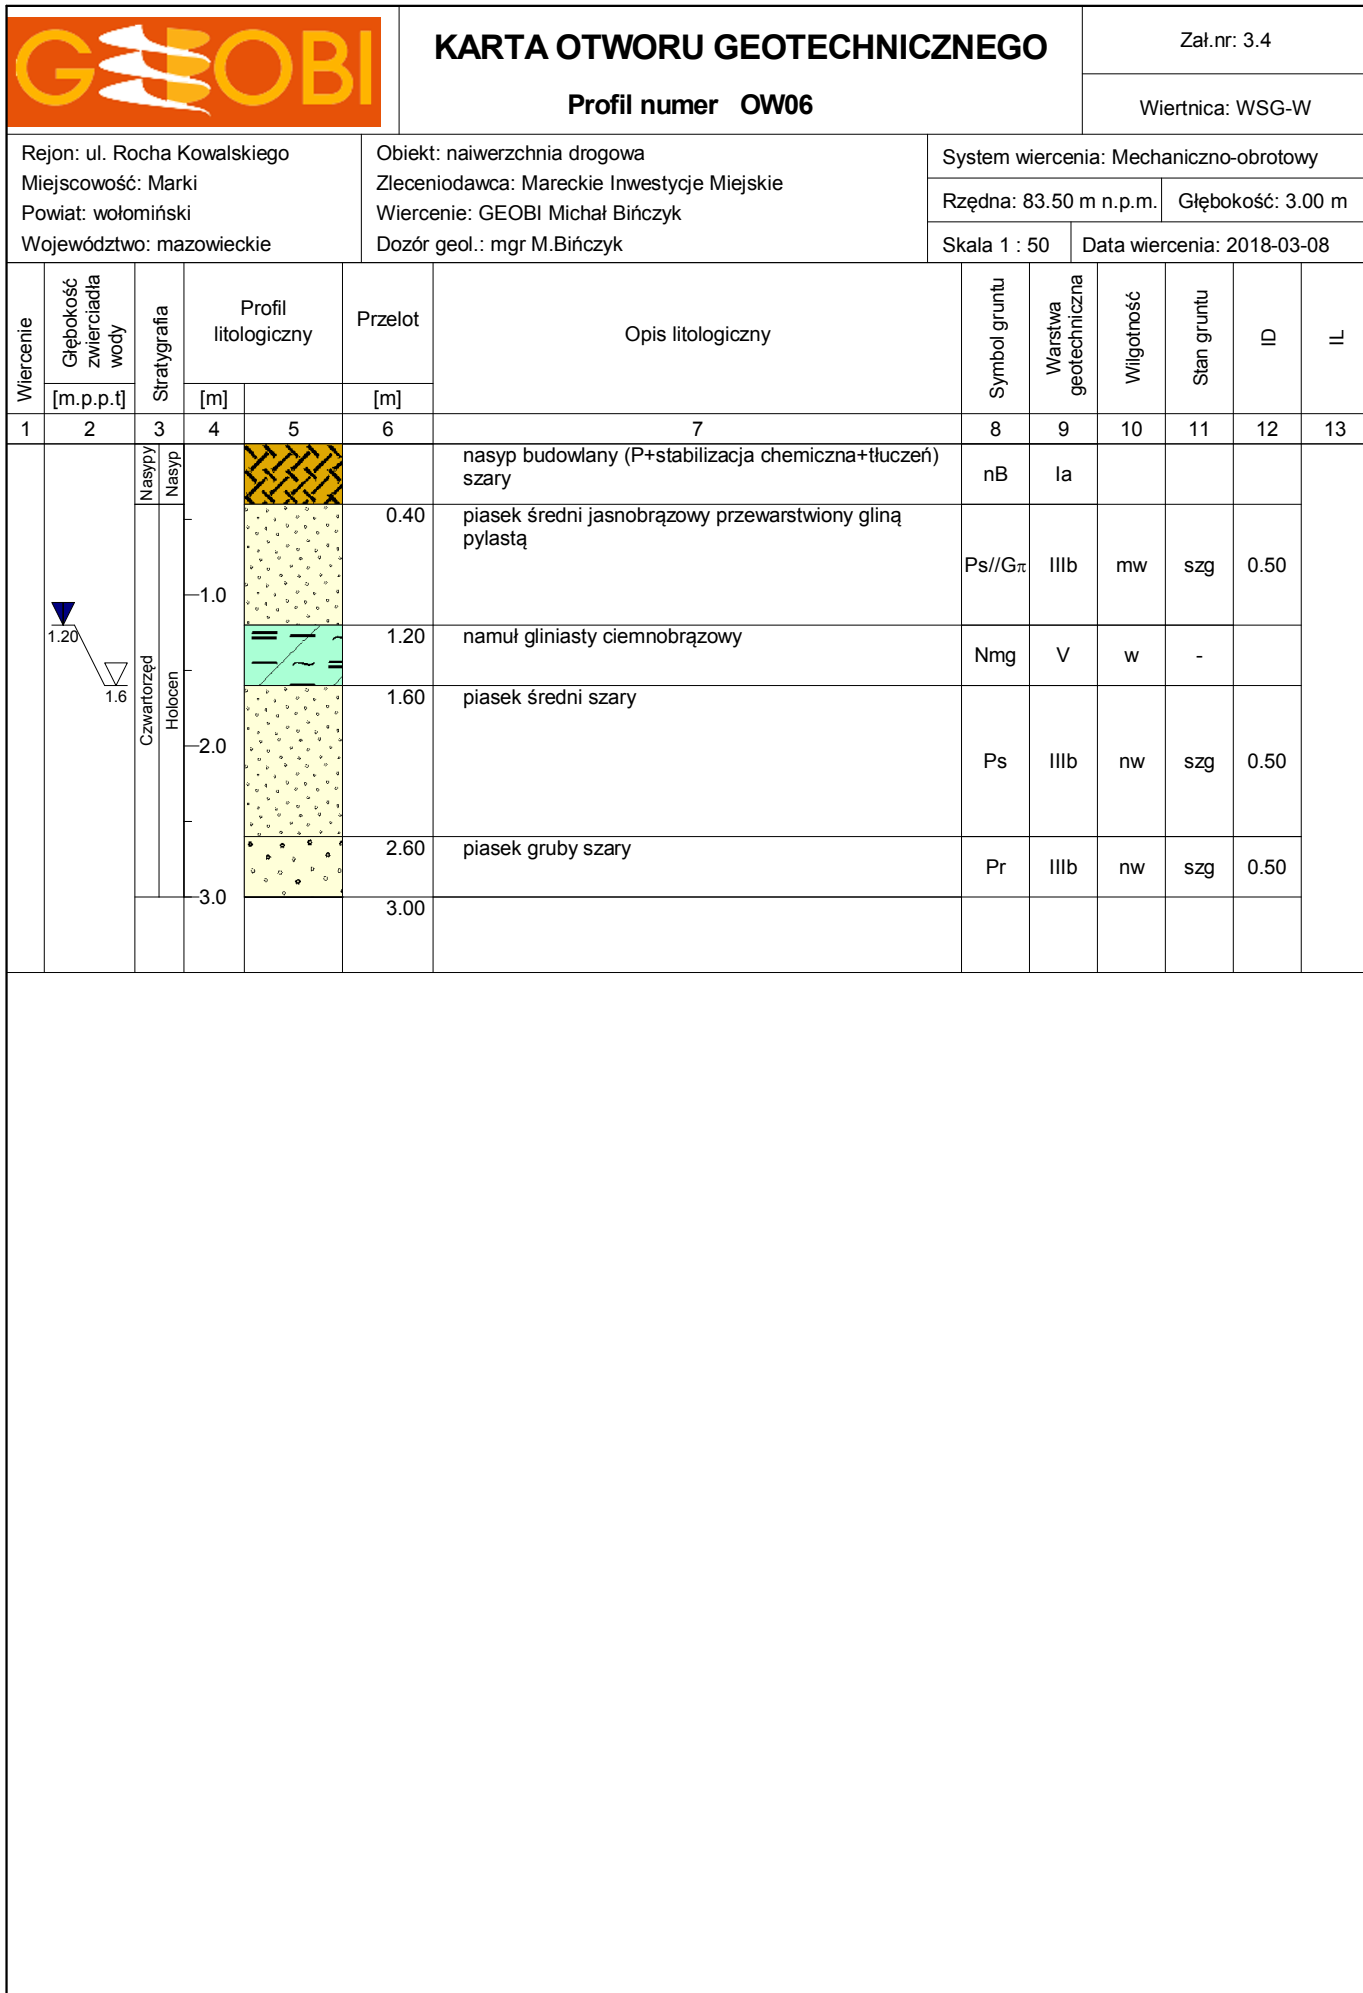 GEOBI
KARTA OTWORU GEOTECHNICZNEGO
Profil numer OW06
Zał.nr: 3.4
Wiertnica: WSG-W
Rejon: ul. Rocha Kowalskiego
Miejscowość: Marki
Powiat: wołomiński
Województwo: mazowieckie
Obiekt: naiwerzchnia drogowa
Zleceniodawca: Mareckie Inwestycje Miejskie
Wiercenie: GEOBI Michał Bińczyk
Dozór geol.: mgr M.Bińczyk
System wiercenia: Mechaniczno-obrotowy
Rzędna: 83.50 m n.p.m. Głębokość: 3.00 m
Skala 1 : 50 Data wiercenia: 2018-03-08
Wiercenie
Głębokość
zwierciadła
wody
[m.p.p.t]
Stratygrafia
Profil
litologiczny
[m]
Przelot
[m]
Opis litologiczny
Symbol gruntu
Warstwa
geotechniczna
Wilgotność
Stan gruntu
ID
IL
1 2 3 4 5 6 7 8 9 10 11 12 13
Nasypy
Nasyp
nasyp budowlany (P+stabilizacja chemiczna+tłuczeń)
szary
nB Ia
0.40 piasek średni jasnobrązowy przewarstwiony gliną
pylastą
Ps//Gπ IIIb mw szg 0.50
1.0
1.20
1.20 namuł gliniasty ciemnobrązowy
Nmg V w -
1.6
Czwartorzęd
Holocen
1.60 piasek średni szary
2.0
Ps IIIb nw szg 0.50
2.60 piasek gruby szary
Pr IIIb nw szg 0.50
3.0
3.00